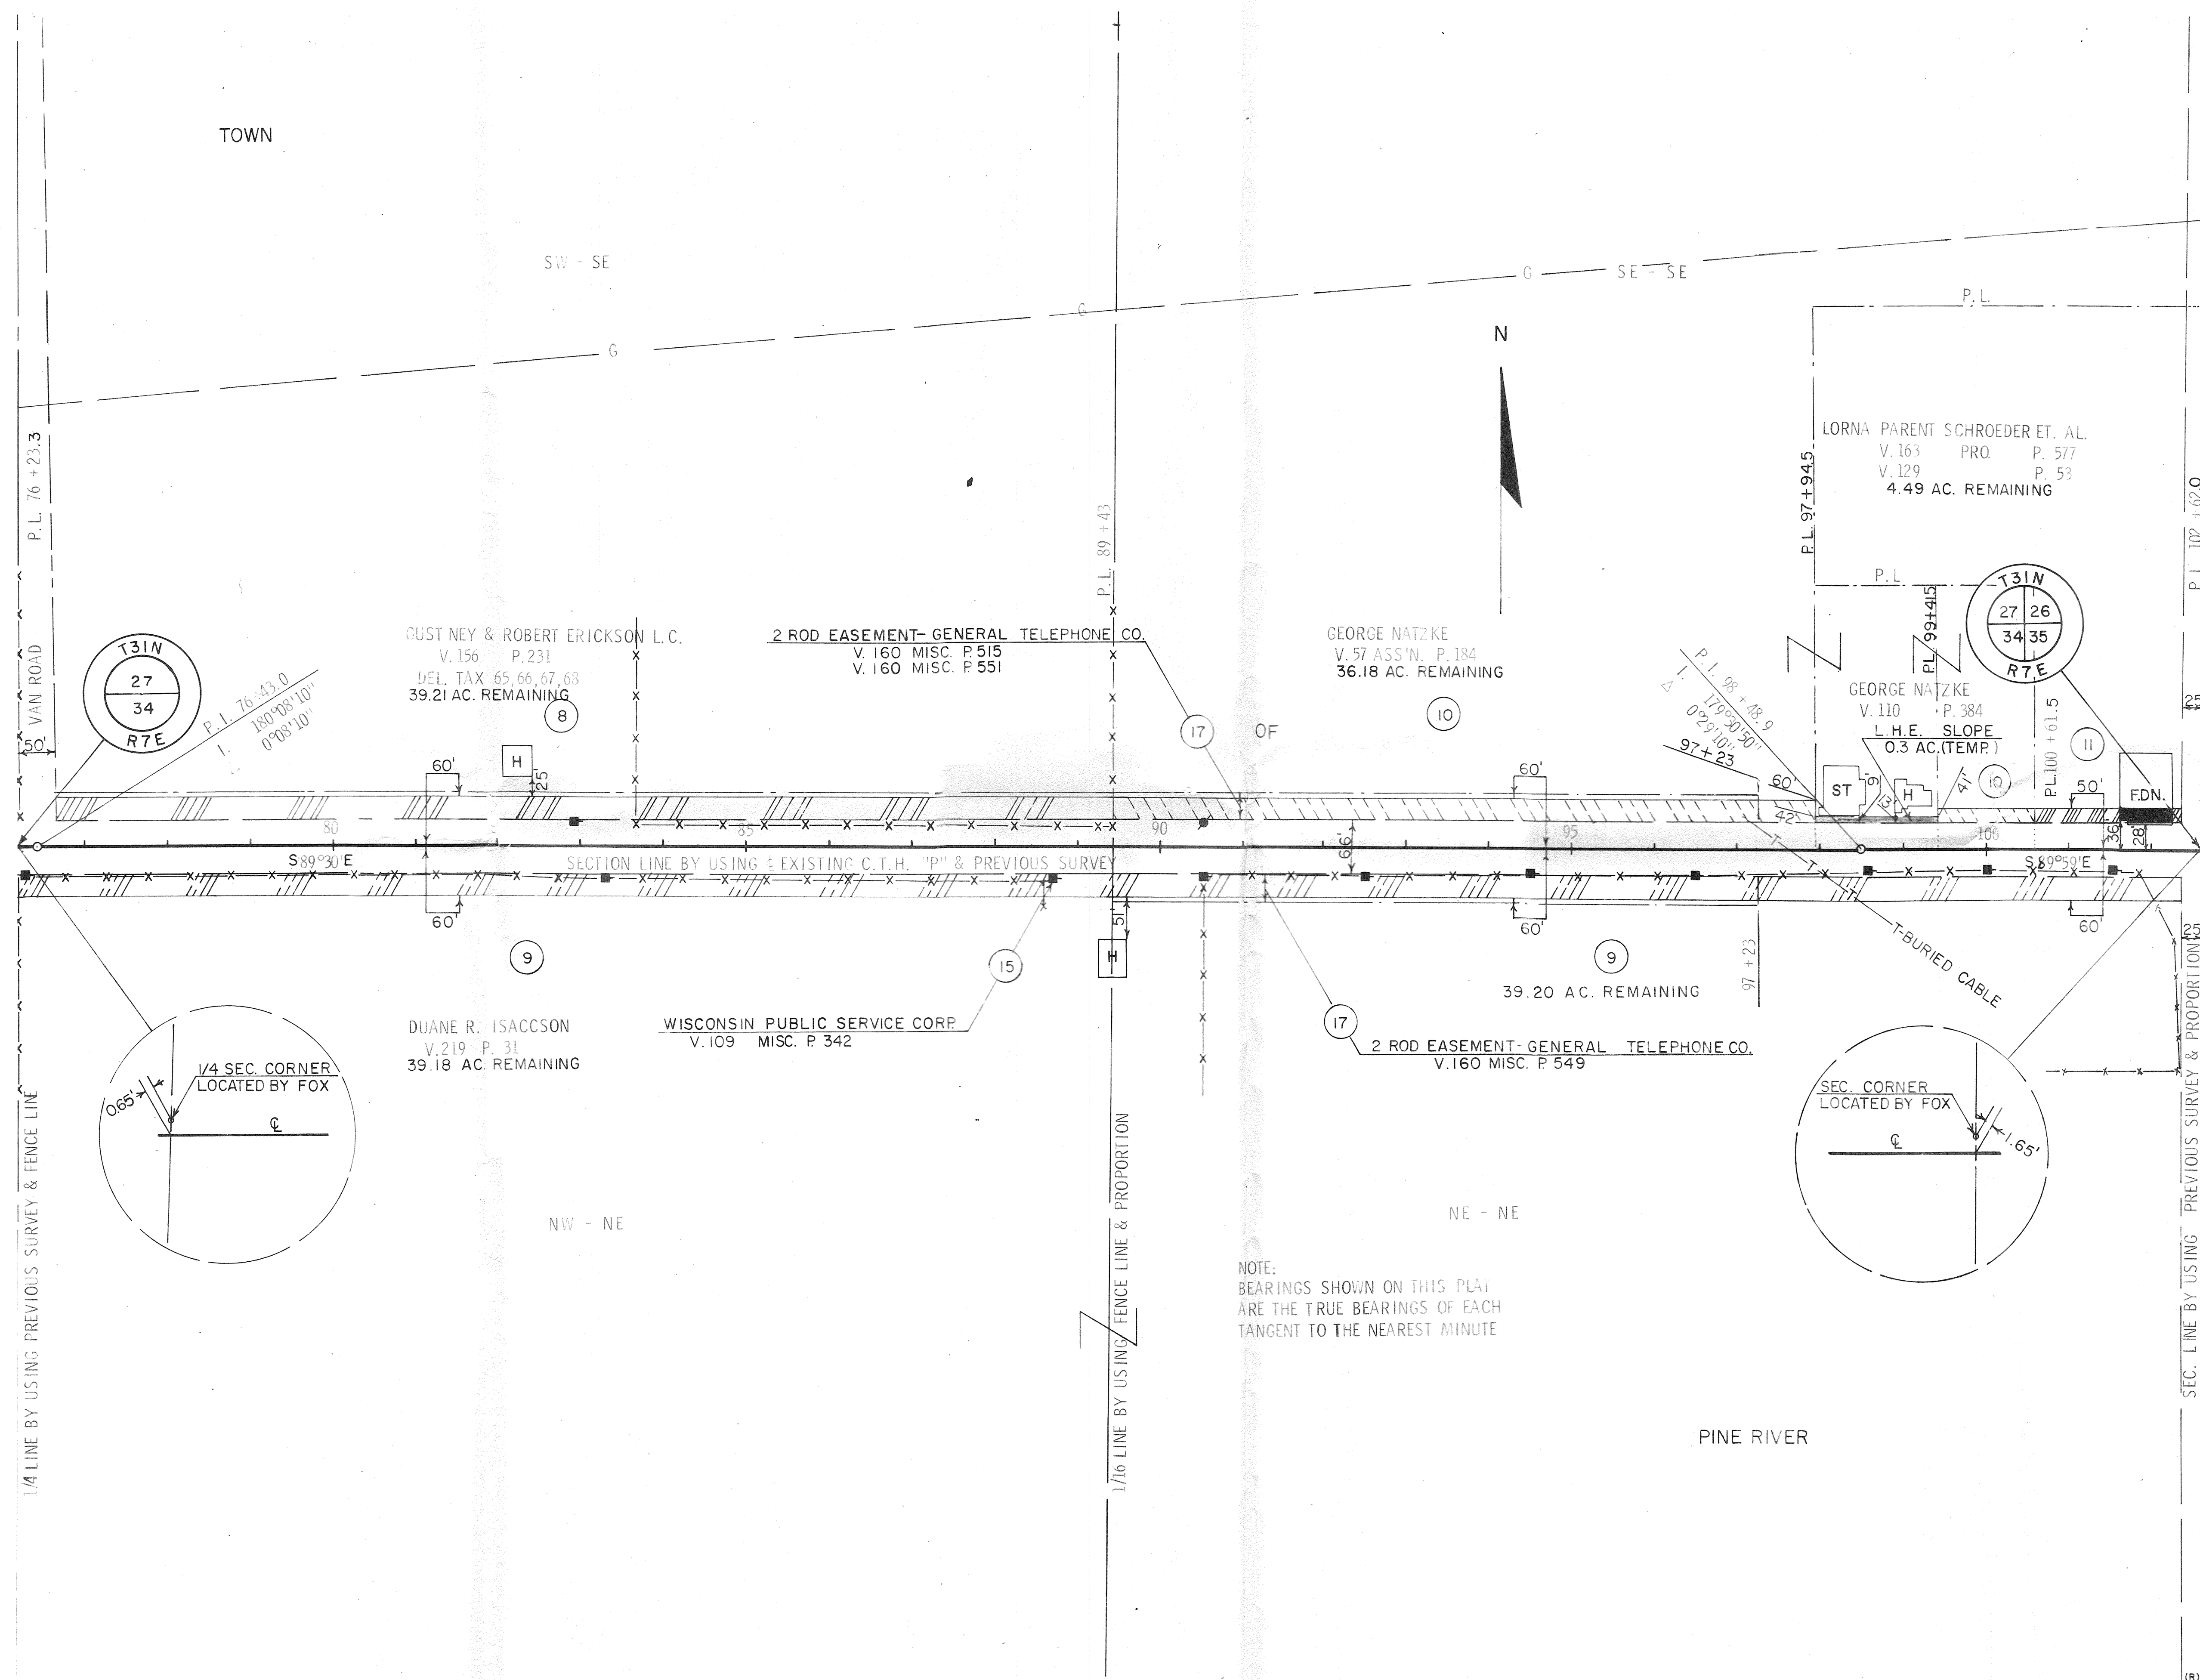 TOWN
SW - SE
G
G
G
SE - SE
P.L.
N
LORNA PARENT SCHROEDER ET. AL.
V. 163 PRO. P. 577
V. 129 P. 53
4.49 AC. REMAINING
P.L. 76 + 23.3
VAN ROAD
P.L. 89 + 43
P.L. 97+94.5
P.L. 102 + 62.0
P.L.
P.L. 99+41.5
P.L. 100 + 61.5
T31N
27
34
R7E
50'
P.I. 76+43.0
I. 180°08'10"
0°08'10"
GUST NEY & ROBERT ERICKSON L.C.
V. 156 P. 231
DEL. TAX 65,66,67,68
39.21 AC. REMAINING
8
H
25'
60'
2 ROD EASEMENT- GENERAL TELEPHONE CO.
V. 160 MISC. P. 515
V. 160 MISC. P. 551
17
OF
GEORGE NATZKE
V. 57 ASS'N. P. 184
36.18 AC. REMAINING
10
60'
P.I. 98 + 48.9
I. 179°30'50"
Δ 0°29'10"
97+23
60'
42'
T31N
27 26
34 35
R7E
GEORGE NATZKE
V. 110 P. 384
L.H.E. SLOPE
0.3 AC.(TEMP.)
ST
9'
13'
H
41'
10
11
50'
FDN.
25'
36'
28'
80
85
90
95
100
66'
S 89°30'E
SECTION LINE BY USING ℄ EXISTING C.T.H. "P" & PREVIOUS SURVEY
S 89°59'E
60'
51'
H
60'
60'
25'
9
15
9
39.20 AC. REMAINING
97 + 23
T-BURIED CABLE
DUANE R. ISACCSON
V. 219 P. 31
39.18 AC. REMAINING
WISCONSIN PUBLIC SERVICE CORP.
V. 109 MISC. P. 342
17
2 ROD EASEMENT- GENERAL TELEPHONE CO.
V. 160 MISC. P. 549
1/4 SEC. CORNER
LOCATED BY FOX
0.65'
℄
SEC. CORNER
LOCATED BY FOX
1.65'
℄
1/4 LINE BY USING PREVIOUS SURVEY & FENCE LINE
1/16 LINE BY USING FENCE LINE & PROPORTION
SEC. LINE BY USING PREVIOUS SURVEY & PROPORTION
NW - NE
NE - NE
NOTE:
BEARINGS SHOWN ON THIS PLAT
ARE THE TRUE BEARINGS OF EACH
TANGENT TO THE NEAREST MINUTE
PINE RIVER
(R)